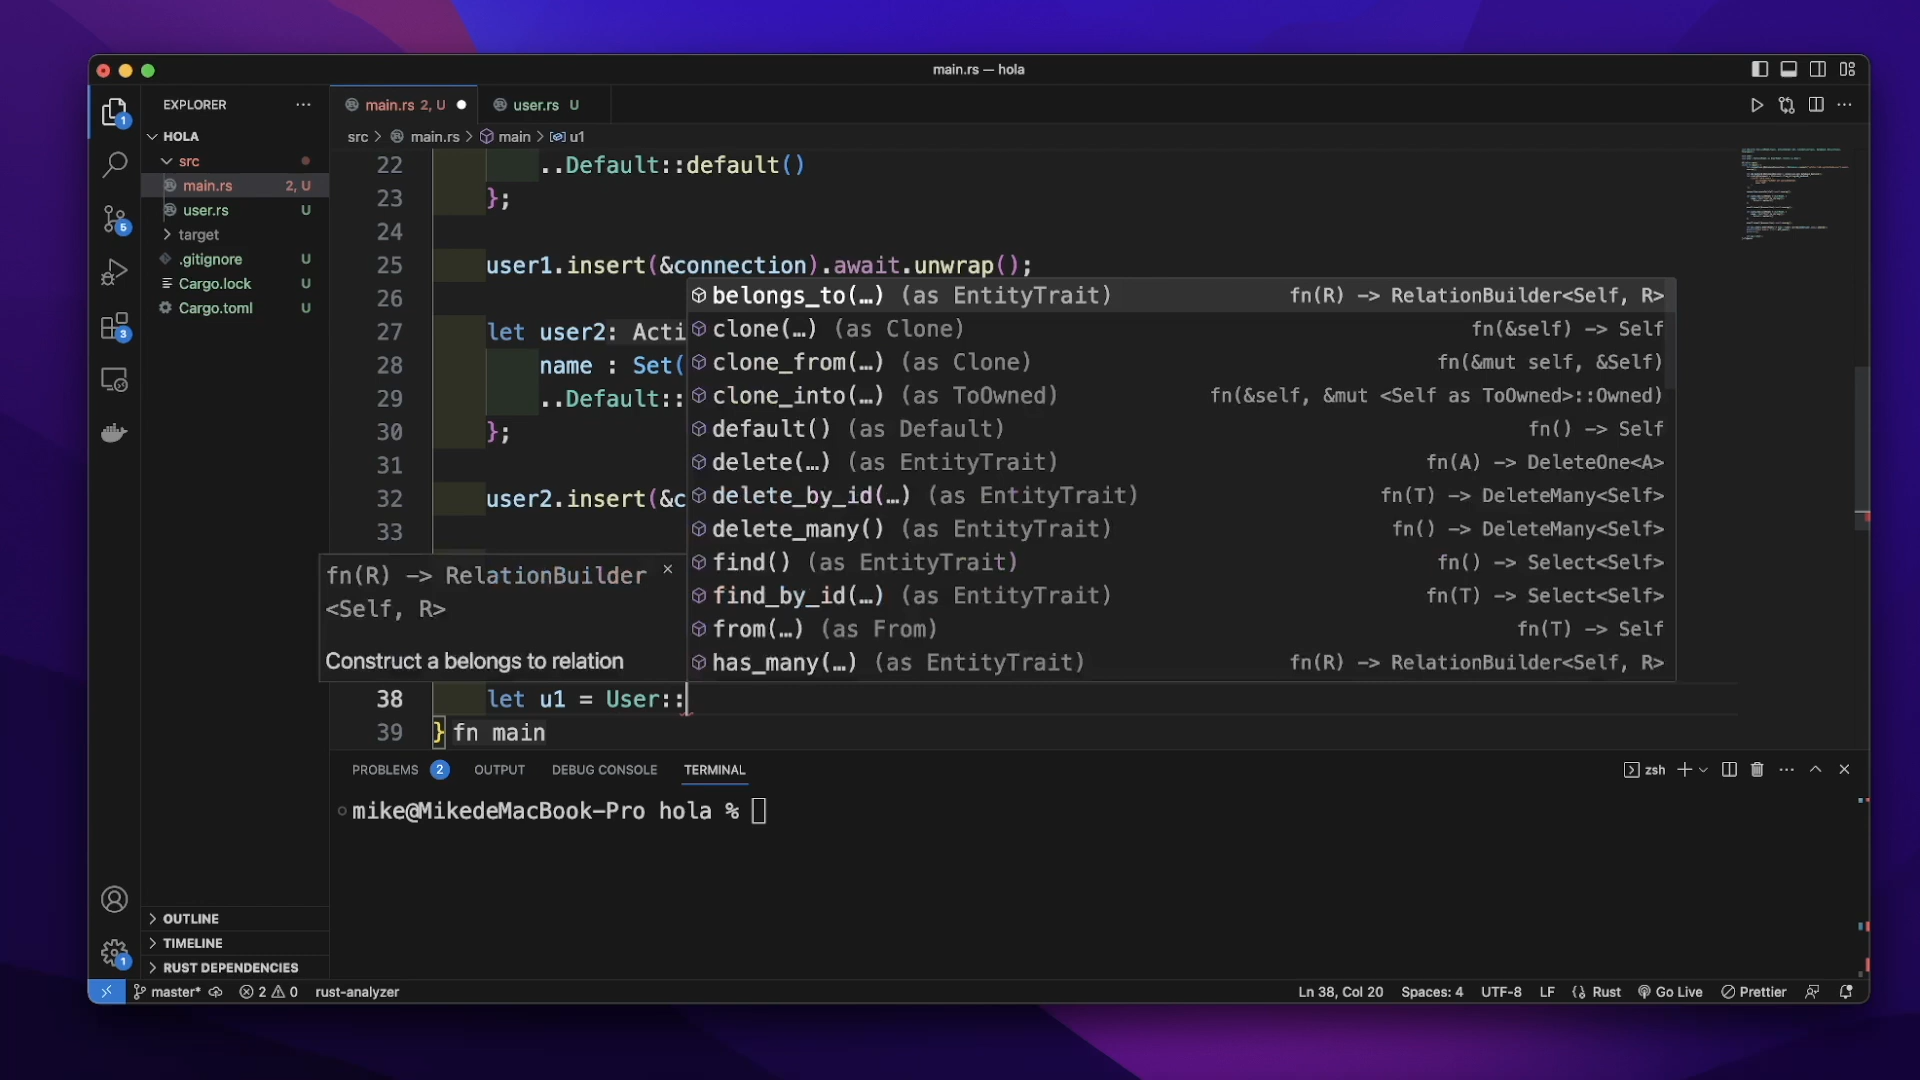 main.rs — hola
EXPLORER
main.rs 2, U
user.rs U
HOLA
src > main.rs > main > u1
src
main.rs 2, U
user.rs U
target
.gitignore U
Cargo.lock U
Cargo.toml U
1
5
3
22 ..Default::default()
23 };
24
25 user1.insert(&connection).await.unwrap();
26
27 let user2: Acti
28 name : Set(
29 ..Default::
30 };
31
32 user2.insert(&c
33
belongs_to(…) (as EntityTrait) fn(R) -> RelationBuilder<Self, R>
clone(…) (as Clone) fn(&self) -> Self
clone_from(…) (as Clone) fn(&mut self, &Self)
clone_into(…) (as ToOwned) fn(&self, &mut <Self as ToOwned>::Owned)
default() (as Default) fn() -> Self
delete(…) (as EntityTrait) fn(A) -> DeleteOne<A>
delete_by_id(…) (as EntityTrait) fn(T) -> DeleteMany<Self>
delete_many() (as EntityTrait) fn() -> DeleteMany<Self>
find() (as EntityTrait) fn() -> Select<Self>
find_by_id(…) (as EntityTrait) fn(T) -> Select<Self>
from(…) (as From) fn(T) -> Self
has_many(…) (as EntityTrait) fn(R) -> RelationBuilder<Self, R>
fn(R) -> RelationBuilder
<Self, R>
Construct a belongs to relation
38 let u1 = User::
39 } fn main
PROBLEMS 2 OUTPUT DEBUG CONSOLE TERMINAL
zsh
mike@MikedeMacBook-Pro hola %
OUTLINE
TIMELINE
RUST DEPENDENCIES
1
master* 2 0 rust-analyzer
Ln 38, Col 20 Spaces: 4 UTF-8 LF Rust Go Live Prettier